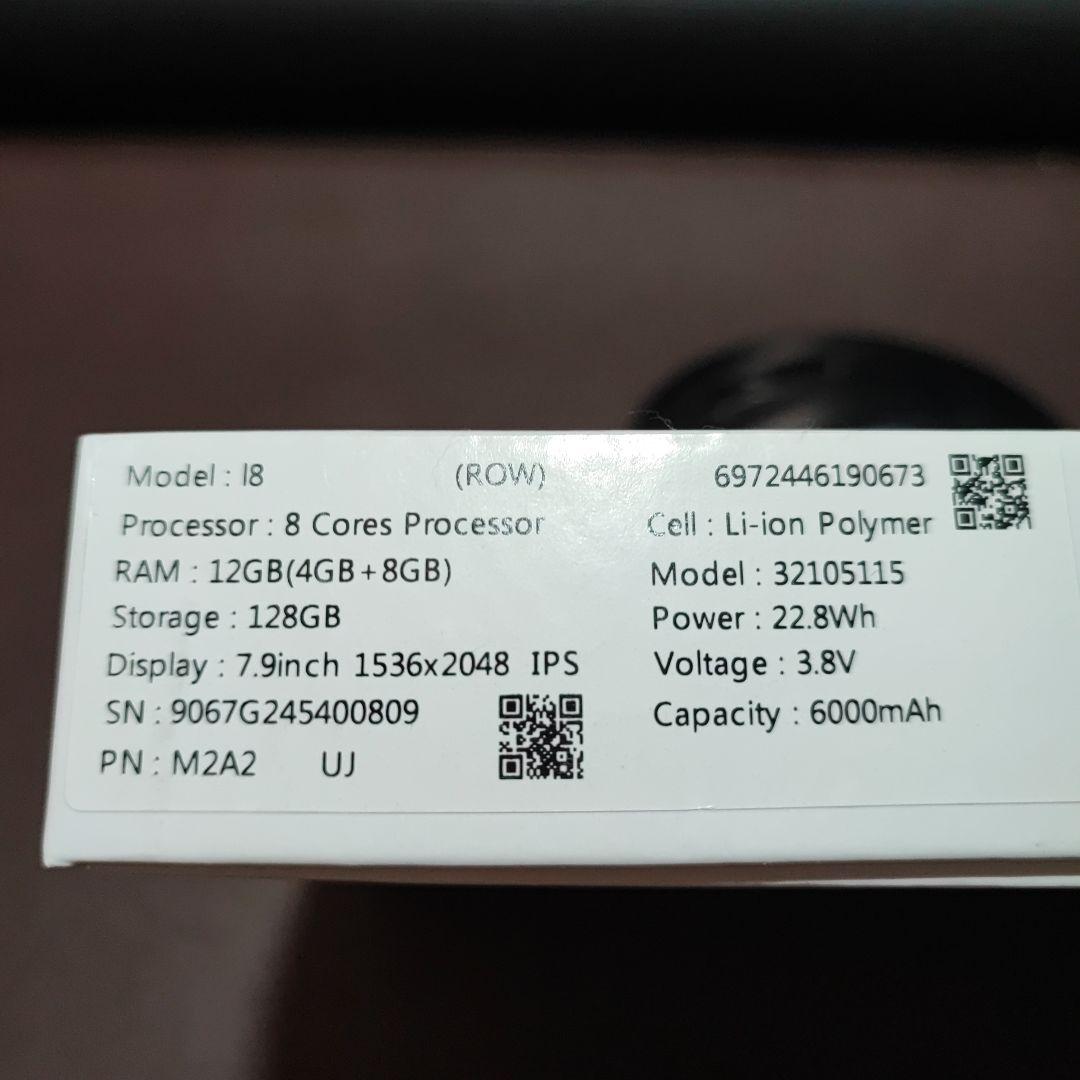 Model : I8 (ROW)
Processor : 8 Cores Processor
RAM : 12GB(4GB+8GB)
Storage : 128GB
Display : 7.9inch 1536x2048 IPS
SN : 9067G245400809
PN : M2A2 UJ
6972446190673
Cell : Li-ion Polymer
Model : 32105115
Power : 22.8Wh
Voltage : 3.8V
Capacity : 6000mAh